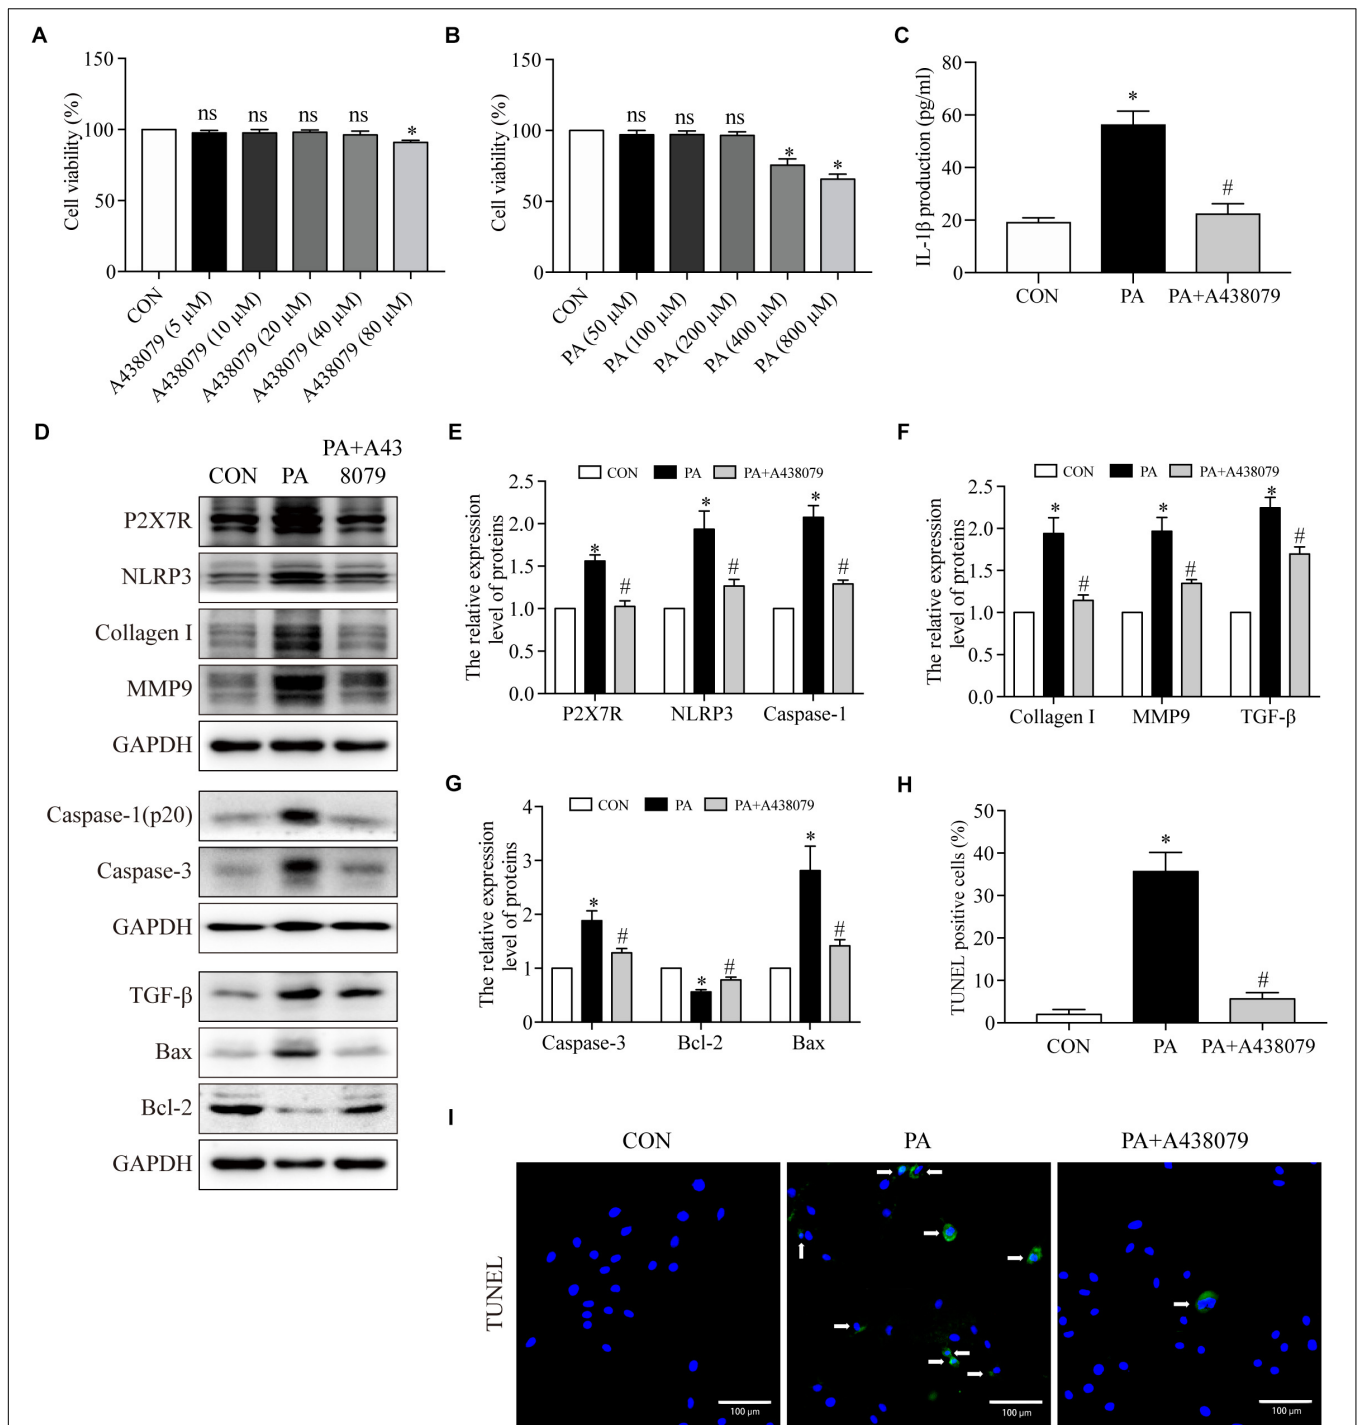 A
Cell viability (%)
150
100
50
0
ns
ns
ns
ns
*
CON
A438079 (5 μM)
A438079 (10 μM)
A438079 (20 μM)
A438079 (40 μM)
A438079 (80 μM)
B
Cell viability (%)
150
100
50
0
ns
ns
ns
*
*
CON
PA (50 μM)
PA (100 μM)
PA (200 μM)
PA (400 μM)
PA (800 μM)
C
IL-1β production (pg/ml)
80
60
40
20
0
*
#
CON
PA
PA+A438079
D
CON
PA
PA+A43
8079
P2X7R
NLRP3
Collagen I
MMP9
GAPDH
Caspase-1(p20)
Caspase-3
GAPDH
TGF-β
Bax
Bcl-2
GAPDH
E
CON
PA
PA+A438079
The relative expression
level of proteins
2.5
2.0
1.5
1.0
0.5
0.0
*
#
*
#
*
#
P2X7R
NLRP3
Caspase-1
F
CON
PA
PA+A438079
The relative expression
level of proteins
2.5
2.0
1.5
1.0
0.5
0.0
*
#
*
#
*
#
Collagen I
MMP9
TGF-β
G
CON
PA
PA+A438079
The relative expression
level of proteins
4
3
2
1
0
*
#
*
#
*
#
Caspase-3
Bcl-2
Bax
H
TUNEL positive cells (%)
50
40
30
20
10
0
*
#
CON
PA
PA+A438079
I
CON
PA
PA+A438079
TUNEL
100 μm
100 μm
100 μm